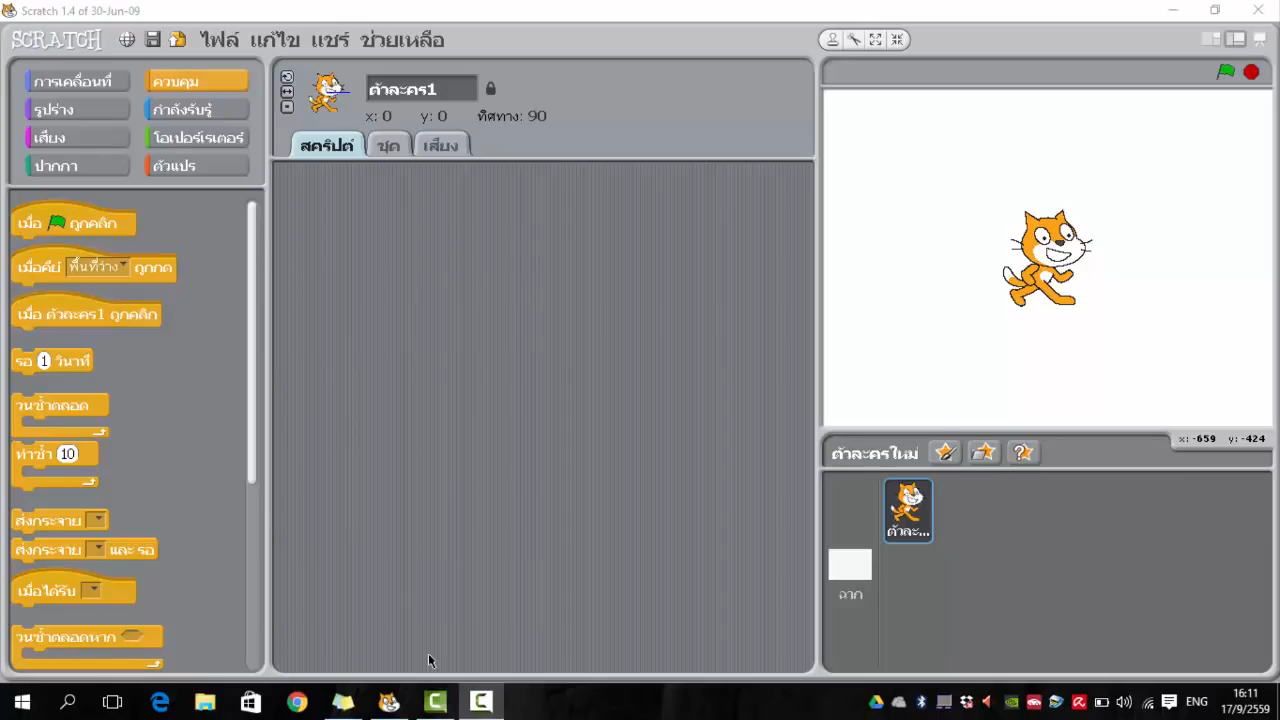 Scratch 1.4 of 30-Jun-09
SCRATCH ไฟล์ แก้ไข แชร์ ช่วยเหลือ
การเคลื่อนที่ ควบคุม
รูปร่าง กำลังรับรู้
เสียง โอเปอร์เรเตอร์
ปากกา ตัวแปร
ตัวละคร1
x: 0 y: 0 ทิศทาง: 90
สคริปต์ ชุด เสียง
เมื่อ ถูกคลิก
เมื่อคีย์ พื้นที่ว่าง ถูกกด
เมื่อ ตัวละคร1 ถูกคลิก
รอ 1 วินาที
วนซ้ำตลอด
ทำซ้ำ 10
ส่งกระจาย
ส่งกระจาย และ รอ
เมื่อได้รับ
วนซ้ำตลอดหาก
x: -659 y: -424
ตัวละครใหม่
ตัวละ...
ฉาก
ENG
16:11
17/9/2559